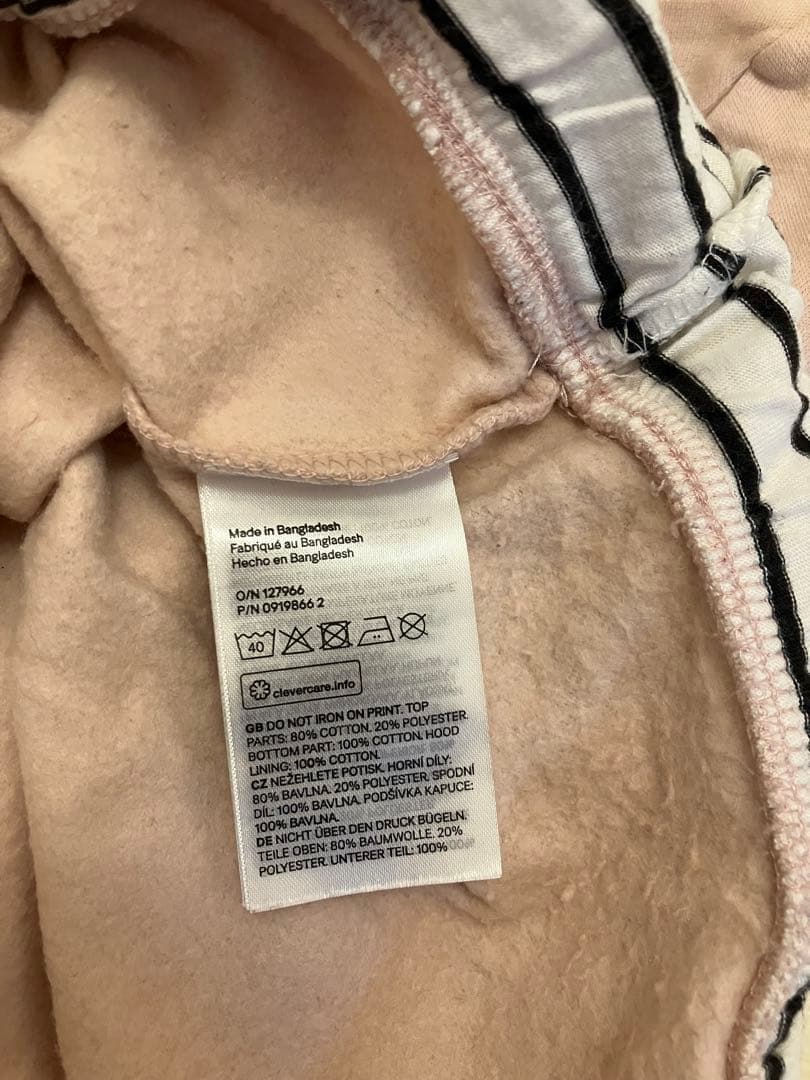 Made in Bangladesh
Fabriqué au Bangladesh
Hecho en Bangladesh
O/N 127966
P/N 0919866 2
40
clevercare.info
GB DO NOT IRON ON PRINT. TOP
PARTS: 80% COTTON. 20% POLYESTER.
BOTTOM PART: 100% COTTON. HOOD
LINING: 100% COTTON.
CZ NEŽEHLETE POTISK. HORNÍ DÍLY:
80% BAVLNA. 20% POLYESTER. SPODNÍ
DÍL: 100% BAVLNA. PODŠÍVKA KAPUCE:
100% BAVLNA.
DE NICHT ÜBER DEN DRUCK BÜGELN.
TEILE OBEN: 80% BAUMWOLLE. 20%
POLYESTER. UNTERER TEIL: 100%